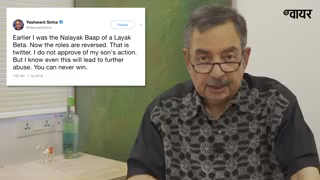 Yashwant Sinha
Earlier I was the Nalayak Baap of a Layak
Beta. Now the roles are reversed. That is
twitter. I do not approve of my son's action.
But I know even this will lead to further
abuse. You can never win.
वायर